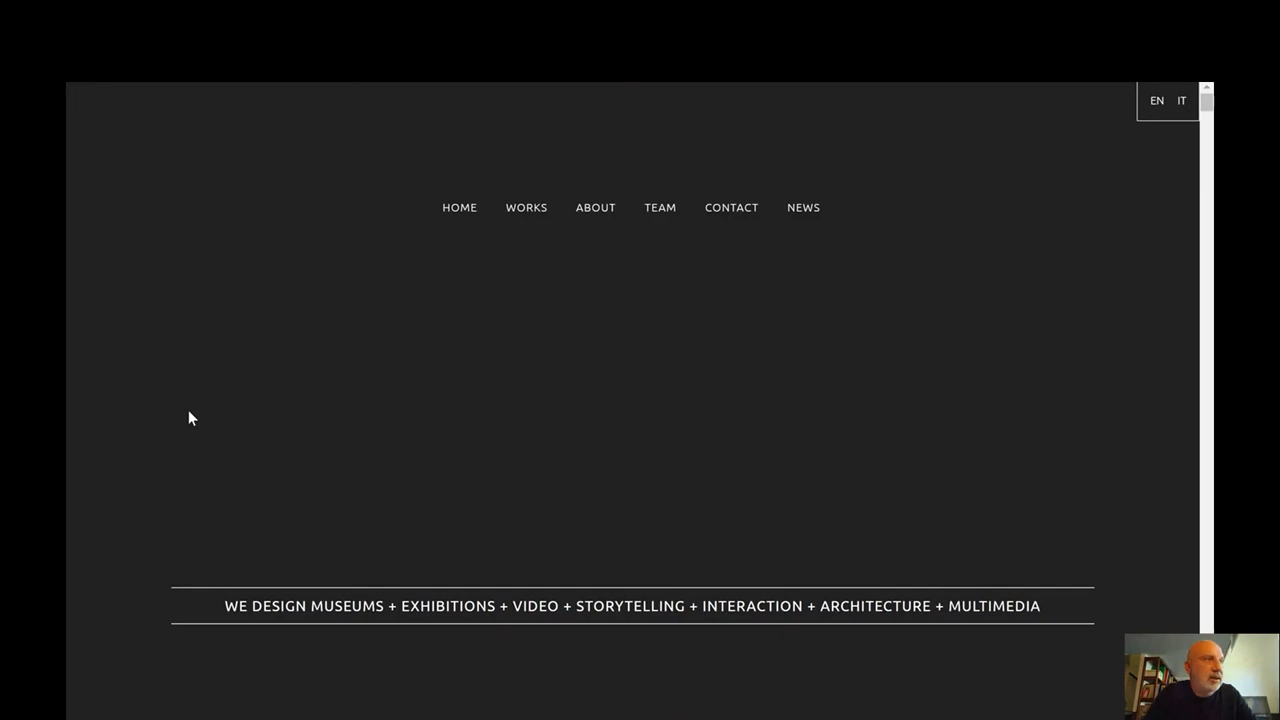 EN IT
HOME WORKS ABOUT TEAM CONTACT NEWS
WE DESIGN MUSEUMS + EXHIBITIONS + VIDEO + STORYTELLING + INTERACTION + ARCHITECTURE + MULTIMEDIA